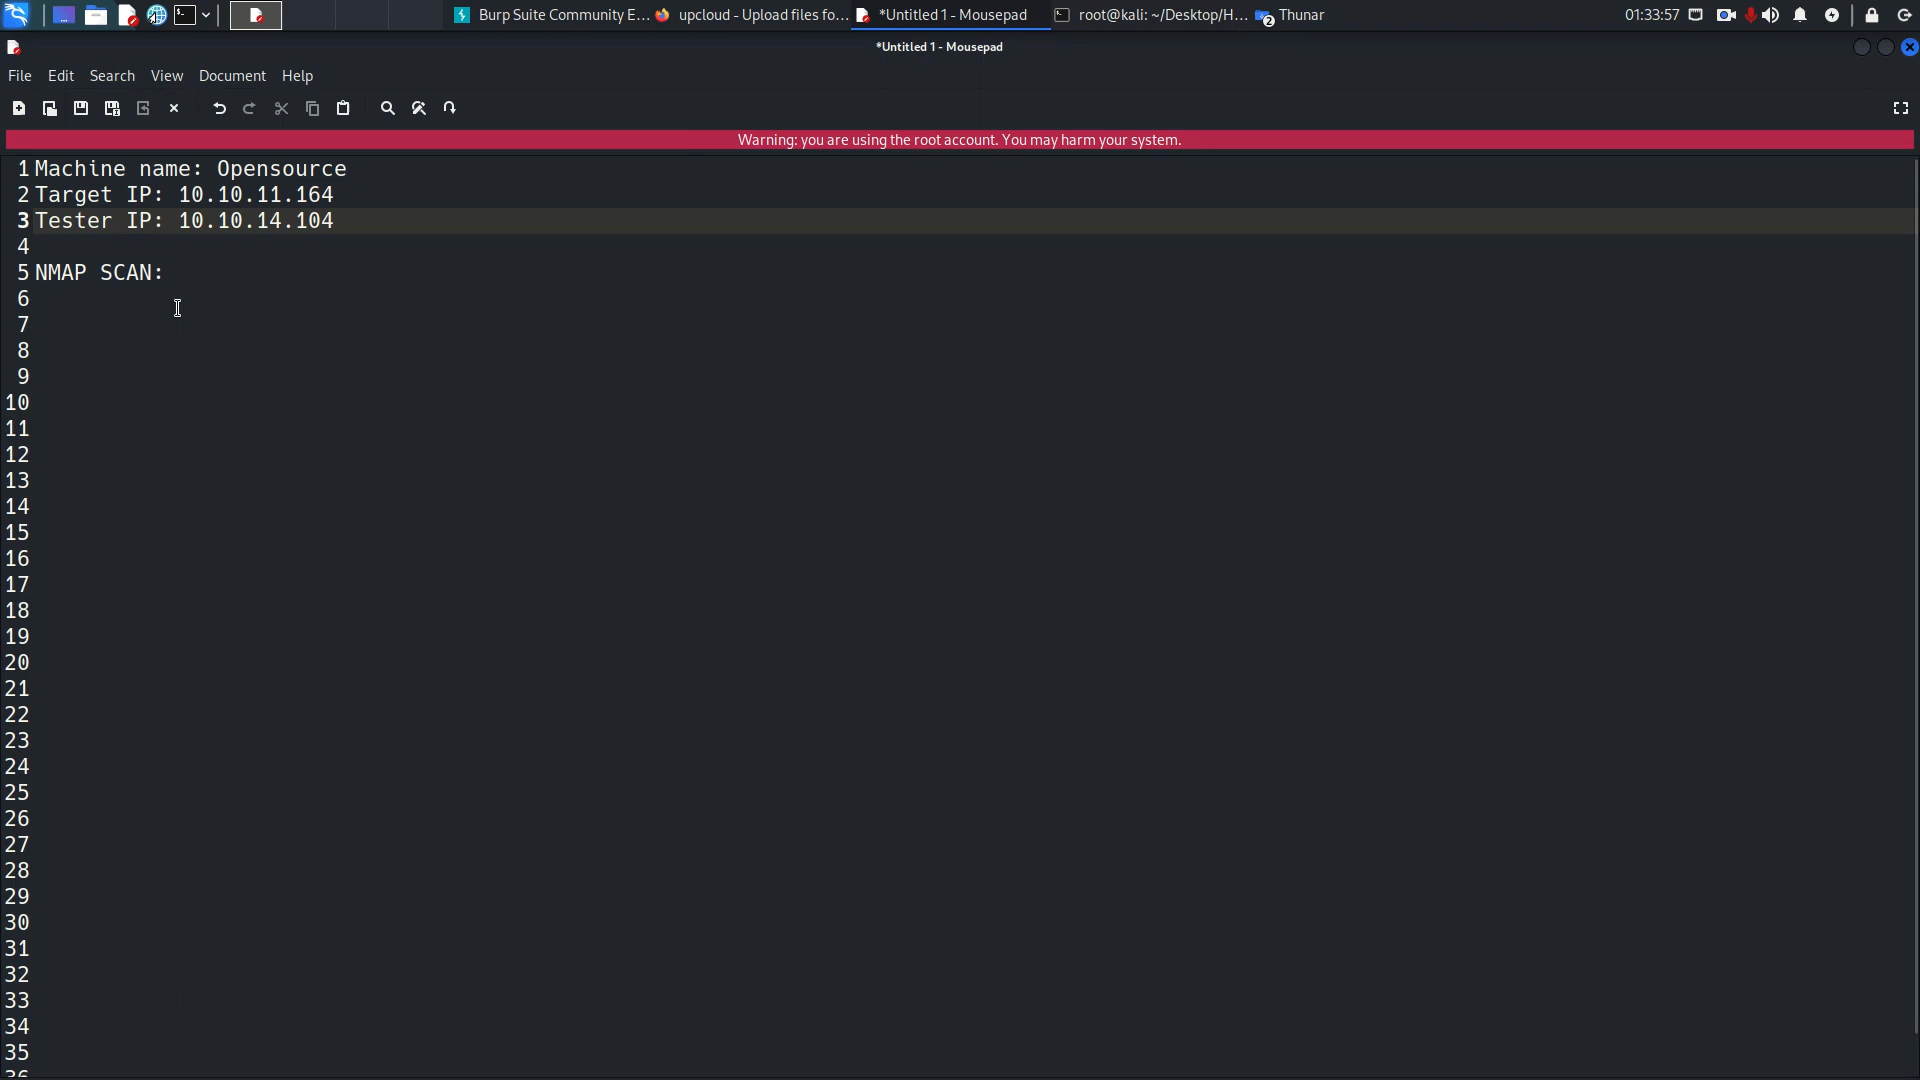 Burp Suite Community E...
upcloud - Upload files fo...
*Untitled 1 - Mousepad
root@kali: ~/Desktop/H...
2
Thunar
01:33:57
*Untitled 1 - Mousepad
File Edit Search View Document Help
Warning: you are using the root account. You may harm your system.
1 Machine name: Opensource
2 Target IP: 10.10.11.164
3 Tester IP: 10.10.14.104
4
5 NMAP SCAN:
6
7
8
9
10
11
12
13
14
15
16
17
18
19
20
21
22
23
24
25
26
27
28
29
30
31
32
33
34
35
36